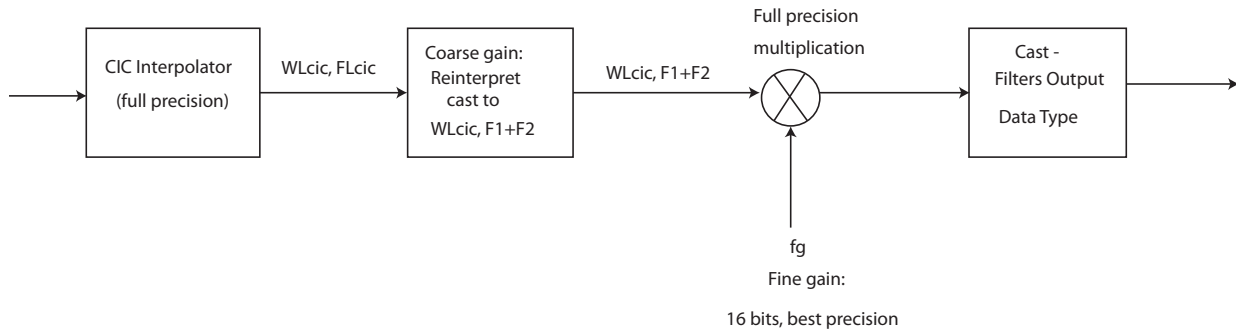 CIC Interpolator
(full precision)
WLcic, FLcic
Coarse gain:
Reinterpret
cast to
WLcic, F1+F2
WLcic, F1+F2
Full precision
multiplication
fg
Fine gain:
16 bits, best precision
Cast -
Filters Output
Data Type